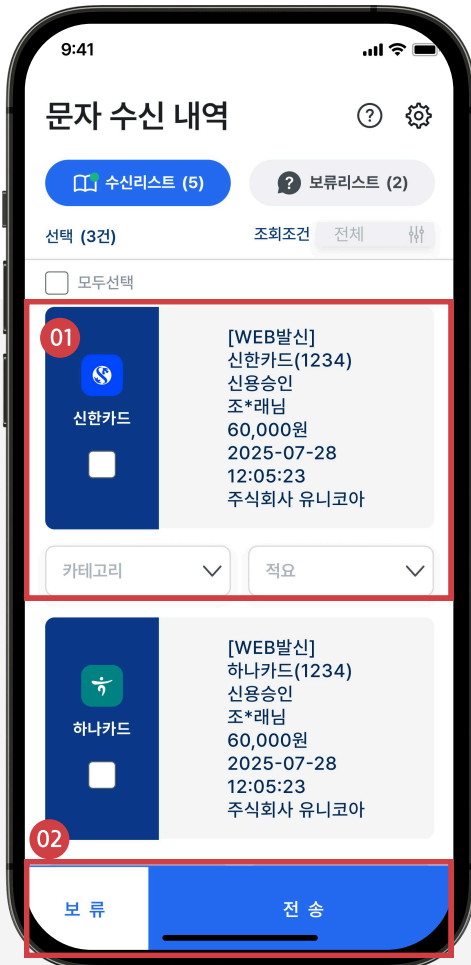 9:41
문자 수신 내역
?
수신리스트 (5)
? 보류리스트 (2)
선택 (3건)
조회조건 전체
모두선택
01
신한카드
[WEB발신]
신한카드(1234)
신용승인
조*래님
60,000원
2025-07-28
12:05:23
주식회사 유니코아
카테고리
적요
하나카드
[WEB발신]
하나카드(1234)
신용승인
조*래님
60,000원
2025-07-28
12:05:23
주식회사 유니코아
02
보류
전송